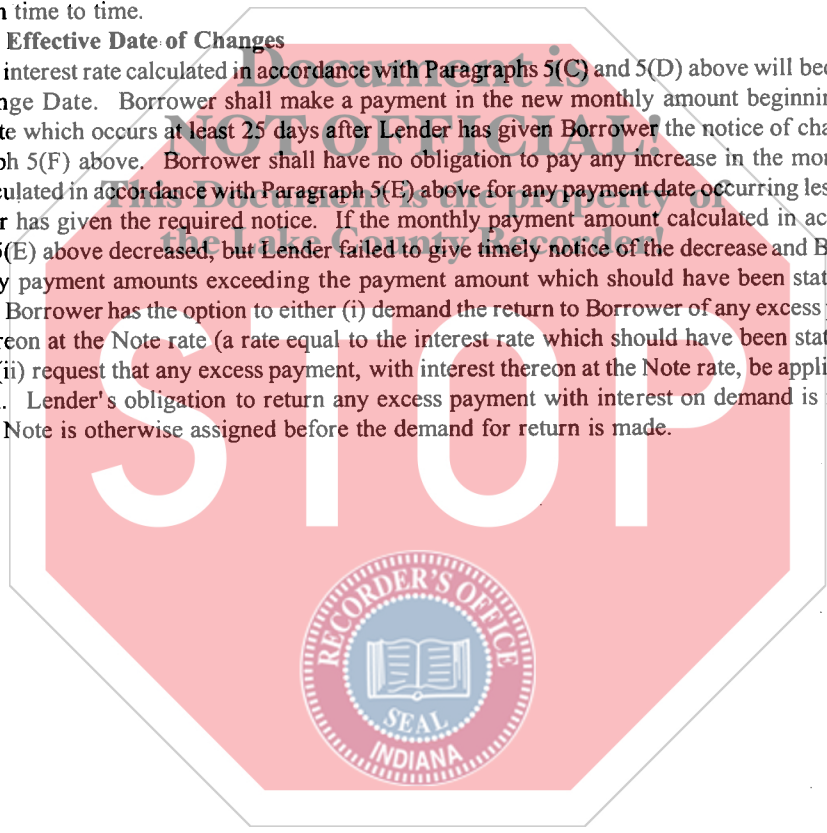 n time to time.
Effective Date of Changes
interest rate calculated in accordance with Paragraphs 5(C) and 5(D) above will bec
nge Date. Borrower shall make a payment in the new monthly amount beginnin
te which occurs at least 25 days after Lender has given Borrower the notice of cha
ph 5(F) above. Borrower shall have no obligation to pay any increase in the mon
culated in accordance with Paragraph 5(E) above for any payment date occurring les
r has given the required notice. If the monthly payment amount calculated in ac
5(E) above decreased, but Lender failed to give timely notice of the decrease and B
y payment amounts exceeding the payment amount which should have been stat
Borrower has the option to either (i) demand the return to Borrower of any excess
reon at the Note rate (a rate equal to the interest rate which should have been stat
(ii) request that any excess payment, with interest thereon at the Note rate, be appli
. Lender's obligation to return any excess payment with interest on demand is
Note is otherwise assigned before the demand for return is made.
Document is
NOT OFFICIAL!
This Document is the property of
the Lake County Recorder!
STOP
RECORDER'S OFFICE
SEAL
INDIANA